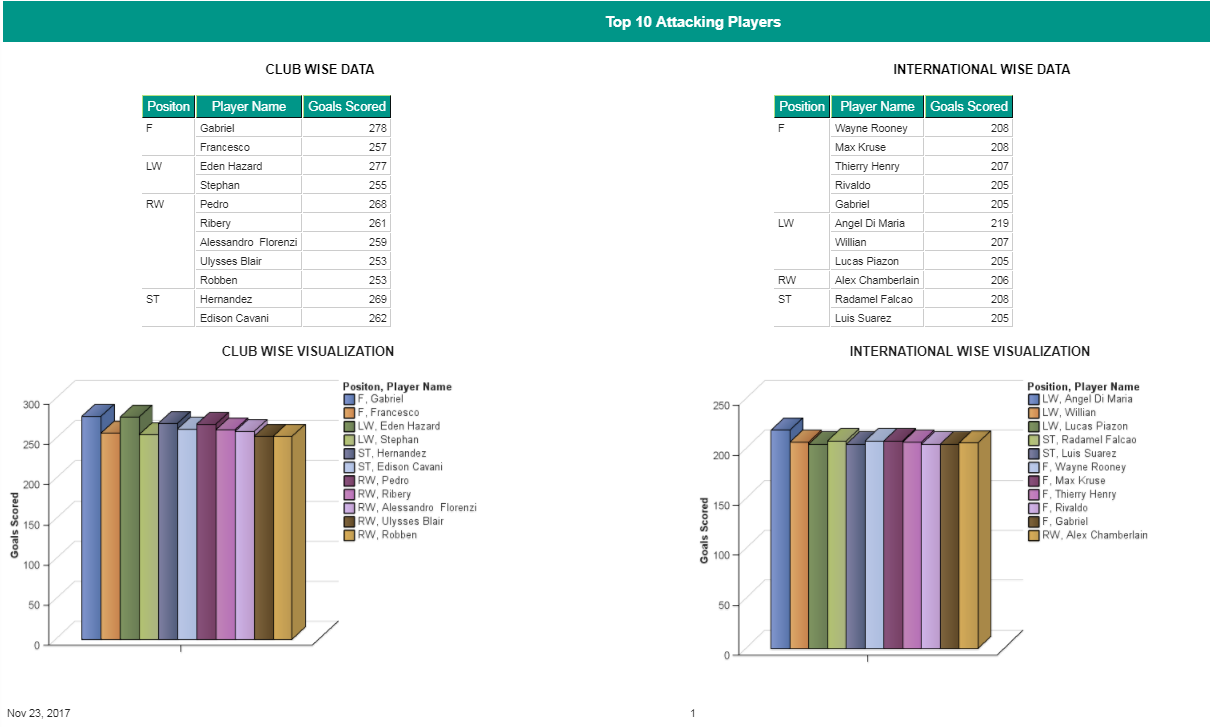 Top 10 Attacking Players
CLUB WISE DATA
Positon Player Name Goals Scored
F Gabriel 278
Francesco 257
LW Eden Hazard 277
Stephan 255
RW Pedro 268
Ribery 261
Alessandro  Florenzi 259
Ulysses Blair 253
Robben 253
ST Hernandez 269
Edison Cavani 262
INTERNATIONAL WISE DATA
Position Player Name Goals Scored
F Wayne Rooney 208
Max Kruse 208
Thierry Henry 207
Rivaldo 205
Gabriel 205
LW Angel Di Maria 219
Willian 207
Lucas Piazon 205
RW Alex Chamberlain 206
ST Radamel Falcao 208
Luis Suarez 205
CLUB WISE VISUALIZATION
Goals Scored
300
250
200
150
100
50
0
Positon, Player Name
F, Gabriel
F, Francesco
LW, Eden Hazard
LW, Stephan
ST, Hernandez
ST, Edison Cavani
RW, Pedro
RW, Ribery
RW, Alessandro  Florenzi
RW, Ulysses Blair
RW, Robben
INTERNATIONAL WISE VISUALIZATION
Goals Scored
250
200
150
100
50
0
Position, Player Name
LW, Angel Di Maria
LW, Willian
LW, Lucas Piazon
ST, Radamel Falcao
ST, Luis Suarez
F, Wayne Rooney
F, Max Kruse
F, Thierry Henry
F, Rivaldo
F, Gabriel
RW, Alex Chamberlain
Nov 23, 2017
1